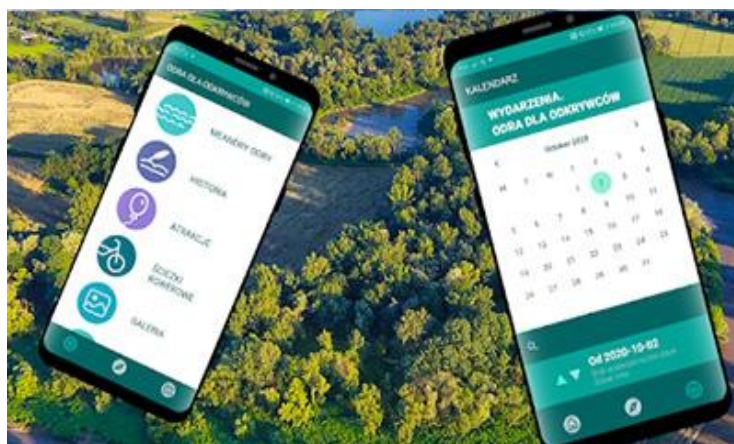 ODRA DLA ODKRYWCÓW
MEANDRY ODRY
HISTORIA
ATRAKCJE
ŚCIEŻKI
ROWEROWE
GALERIA
KALENDARZ
WYDARZENIA.
ODRA DLA ODKRYWCÓW
October 2020
M T W T F S S
1 2 3 4
5 6 7 8 9 10 11
12 13 14 15 16 17 18
19 20 21 22 23 24 25
26 27 28 29 30 31
Od 2020-10-02